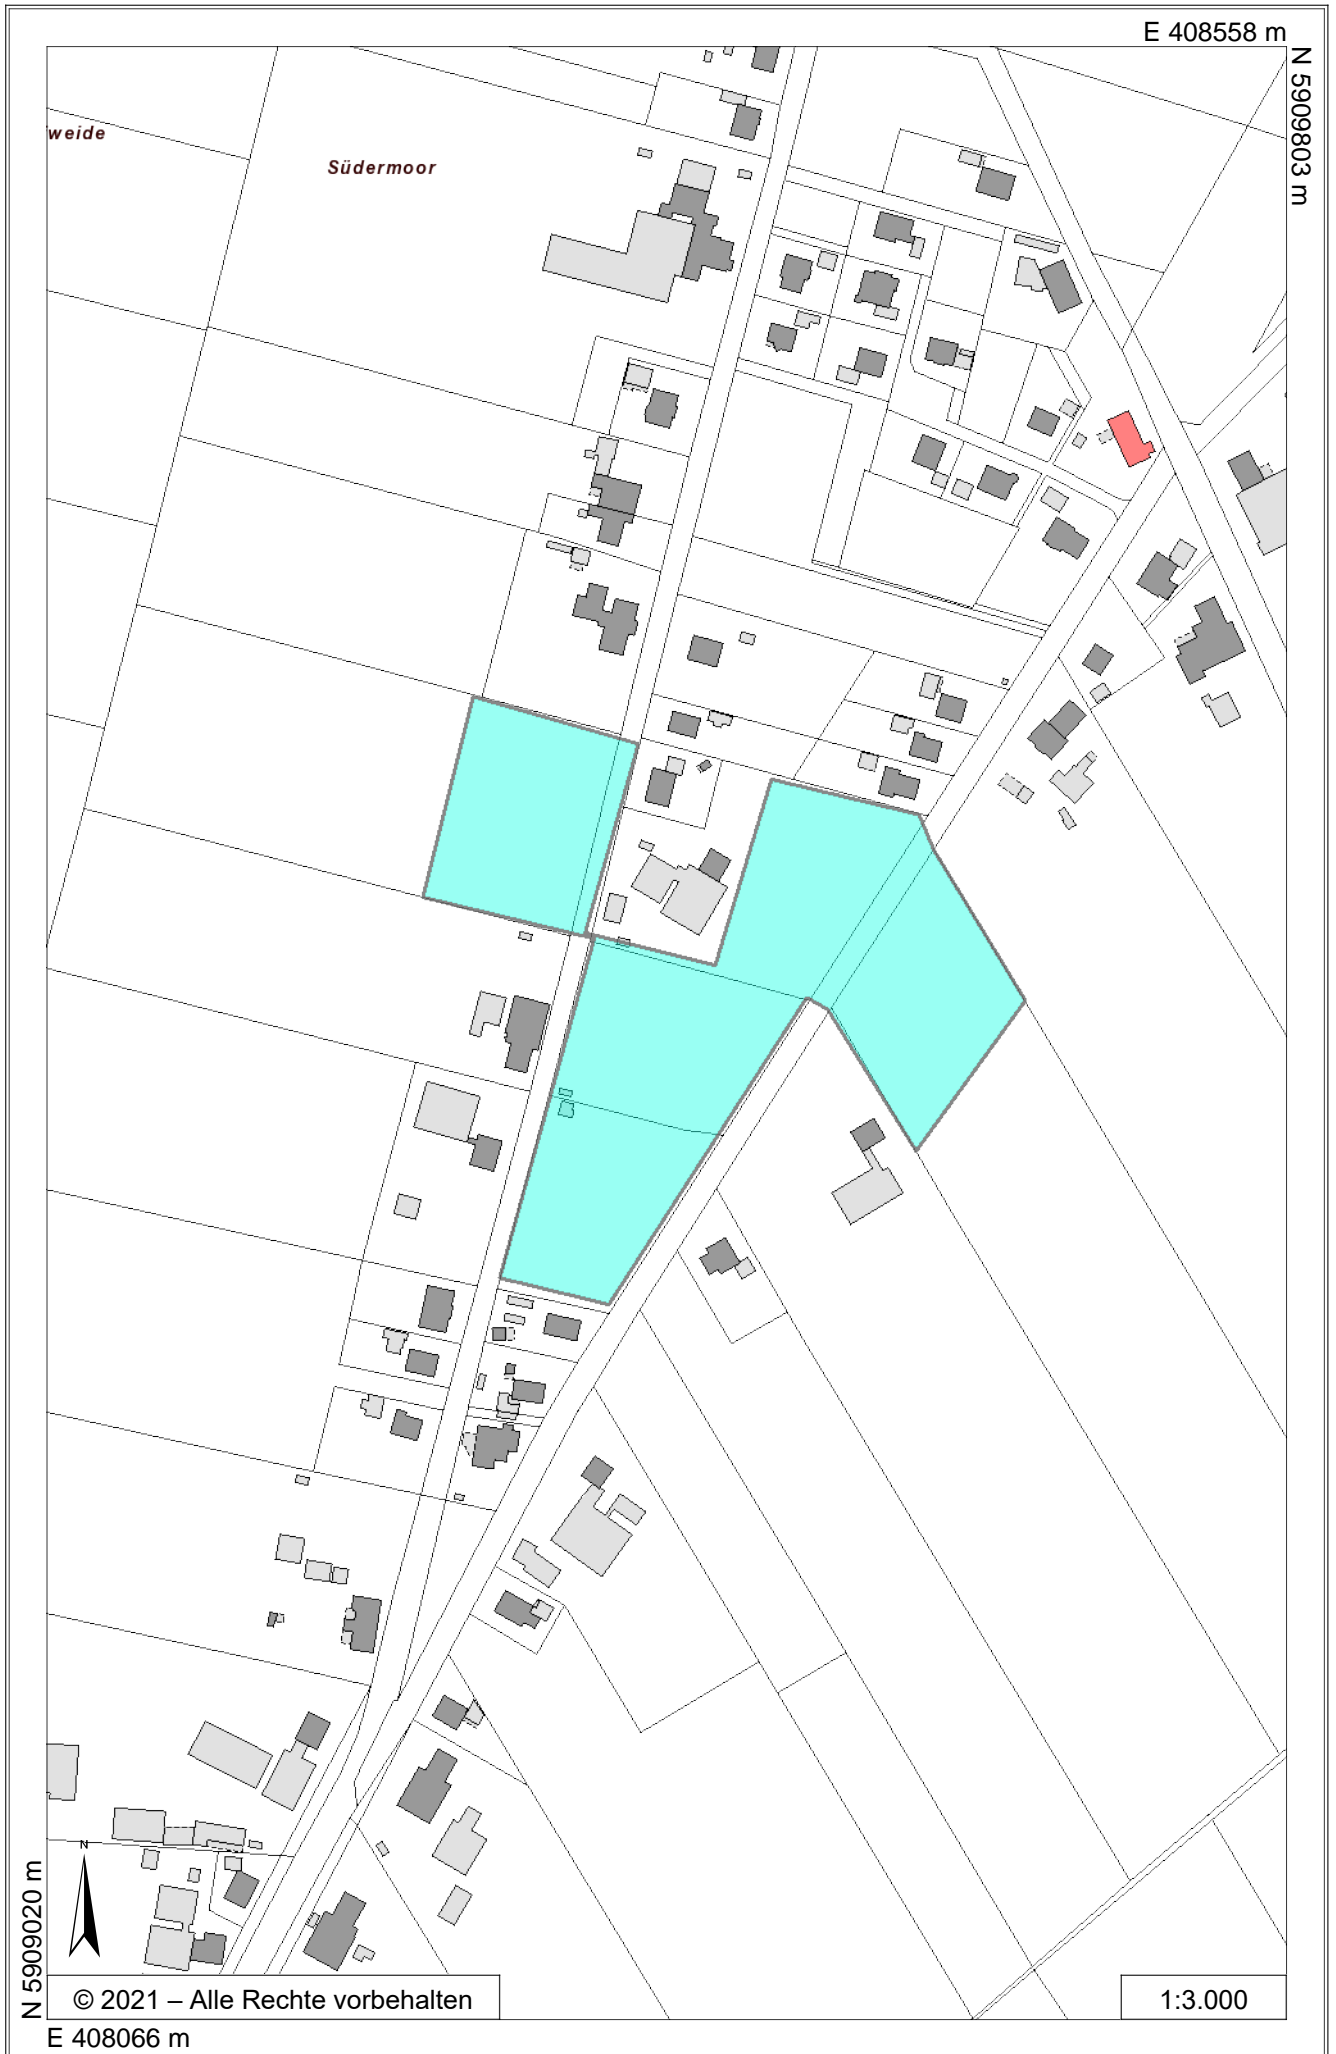 E 408558 m
N 5909803 m
weide
Südermoor
N
N 5909020 m
© 2021 – Alle Rechte vorbehalten
1:3.000
E 408066 m